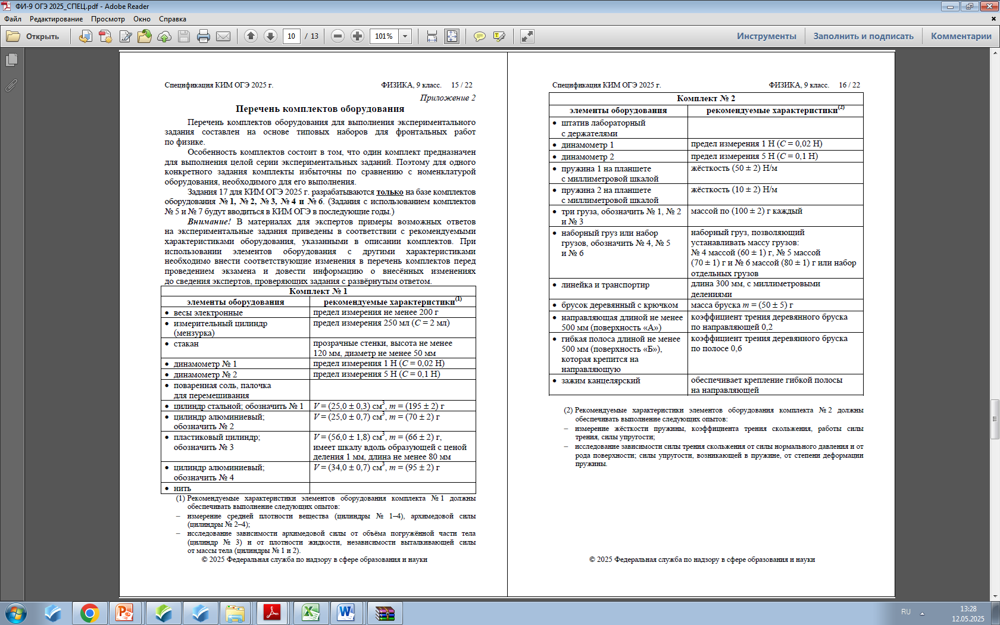 ФИ-9 ОГЭ 2025_СПЕЦ.pdf - Adobe Reader
Файл Редактирование Просмотр Окно Справка
Открыть 10 / 13 101% Инструменты Заполнить и подписать Комментарии
Спецификация КИМ ОГЭ 2025 г. ФИЗИКА, 9 класс. 15 / 22
Приложение 2
Перечень комплектов оборудования
Перечень комплектов оборудования для выполнения экспериментального
задания составлен на основе типовых наборов для фронтальных работ
по физике.
Особенность комплектов состоит в том, что один комплект предназначен
для выполнения целой серии экспериментальных заданий. Поэтому для одного
конкретного задания комплекты избыточны по сравнению с номенклатурой
оборудования, необходимого для его выполнения.
Задания 17 для КИМ ОГЭ 2025 г. разрабатываются только на базе комплектов
оборудования № 1, № 2, № 3, № 4 и № 6. (Задания с использованием комплектов
№ 5 и № 7 будут вводиться в КИМ ОГЭ в последующие годы.)
Внимание! В материалах для экспертов примеры возможных ответов
на экспериментальные задания приведены в соответствии с рекомендуемыми
характеристиками оборудования, указанными в описании комплектов. При
использовании элементов оборудования с другими характеристиками
необходимо внести соответствующие изменения в перечень комплектов перед
проведением экзамена и довести информацию о внесённых изменениях
до сведения экспертов, проверяющих задания с развёрнутым ответом.
Комплект № 1
элементы оборудования рекомендуемые характеристики(1)
• весы электронные предел измерения не менее 200 г
• измерительный цилиндр предел измерения 250 мл (C = 2 мл)
(мензурка)
• стакан прозрачные стенки, высота не менее
120 мм, диаметр не менее 50 мм
• динамометр № 1 предел измерения 1 Н (C = 0,02 Н)
• динамометр № 2 предел измерения 5 Н (C = 0,1 Н)
• поваренная соль, палочка
для перемешивания
• цилиндр стальной; обозначить № 1 V = (25,0 ± 0,3) см3, m = (195 ± 2) г
• цилиндр алюминиевый; V = (25,0 ± 0,7) см3, m = (70 ± 2) г
обозначить № 2
• пластиковый цилиндр; V = (56,0 ± 1,8) см3, m = (66 ± 2) г,
обозначить № 3 имеет шкалу вдоль образующей с ценой
деления 1 мм, длина не менее 80 мм
• цилиндр алюминиевый; V = (34,0 ± 0,7) см3, m = (95 ± 2) г
обозначить № 4
• нить
(1) Рекомендуемые характеристики элементов оборудования комплекта № 1 должны
обеспечивать выполнение следующих опытов:
– измерение средней плотности вещества (цилиндры № 1–4), архимедовой силы
(цилиндры № 2–4);
– исследование зависимости архимедовой силы от объёма погружённой части тела
(цилиндр № 3) и от плотности жидкости, независимости выталкивающей силы
от массы тела (цилиндры № 1 и 2).
© 2025 Федеральная служба по надзору в сфере образования и науки
Спецификация КИМ ОГЭ 2025 г. ФИЗИКА, 9 класс. 16 / 22
Комплект № 2
элементы оборудования рекомендуемые характеристики(2)
• штатив лабораторный
с держателями
• динамометр 1 предел измерения 1 Н (C = 0,02 Н)
• динамометр 2 предел измерения 5 Н (C = 0,1 Н)
• пружина 1 на планшете жёсткость (50 ± 2) Н/м
с миллиметровой шкалой
• пружина 2 на планшете жёсткость (10 ± 2) Н/м
с миллиметровой шкалой
• три груза, обозначить № 1, № 2 массой по (100 ± 2) г каждый
и № 3
• наборный груз или набор наборный груз, позволяющий
грузов, обозначить № 4, № 5 устанавливать массу грузов:
и № 6 № 4 массой (60 ± 1) г, № 5 массой
(70 ± 1) г и № 6 массой (80 ± 1) г или набор
отдельных грузов
• линейка и транспортир длина 300 мм, с миллиметровыми
делениями
• брусок деревянный с крючком масса бруска m = (50 ± 5) г
• направляющая длиной не менее коэффициент трения деревянного бруска
500 мм (поверхность «А») по направляющей 0,2
• гибкая полоса длиной не менее коэффициент трения деревянного бруска
500 мм (поверхность «Б»), по полосе 0,6
которая крепится на
направляющую
• зажим канцелярский обеспечивает крепление гибкой полосы
на направляющей
(2) Рекомендуемые характеристики элементов оборудования комплекта № 2 должны
обеспечивать выполнение следующих опытов:
– измерение жёсткости пружины, коэффициента трения скольжения, работы силы
трения, силы упругости;
– исследование зависимости силы трения скольжения от силы нормального давления и от
рода поверхности; силы упругости, возникающей в пружине, от степени деформации
пружины.
© 2025 Федеральная служба по надзору в сфере образования и науки
RU 13:28
12.05.2025